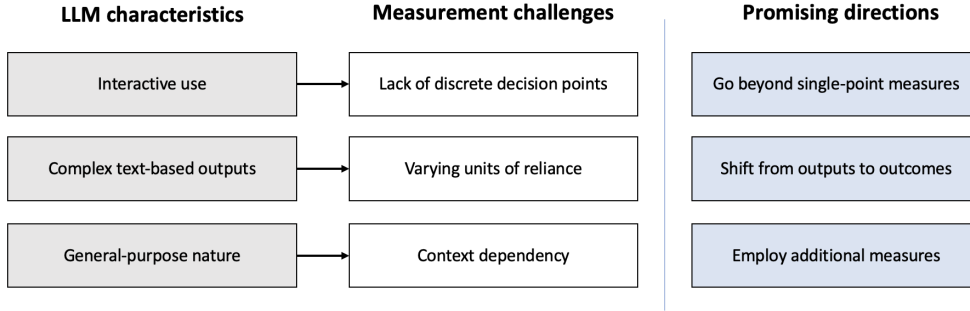 LLM characteristics
Measurement challenges
Promising directions
Interactive use
Lack of discrete decision points
Go beyond single-point measures
Complex text-based outputs
Varying units of reliance
Shift from outputs to outcomes
General-purpose nature
Context dependency
Employ additional measures